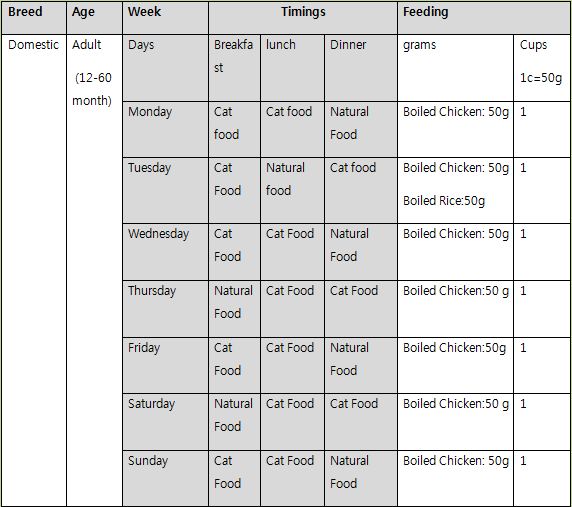 Breed Age Week Timings Feeding
Domestic Adult Days Breakfa lunch Dinner grams Cups
(12-60 st 1c=50g
month)
Monday Cat Cat food Natural Boiled Chicken: 50g 1
food Food
Tuesday Cat Natural Cat food Boiled Chicken: 50g 1
Food food Boiled Rice:50g
Wednesday Cat Cat Food Natural Boiled Chicken: 50g 1
Food Food
Thursday Natural Cat Food Cat Food Boiled Chicken:50 g 1
Food
Friday Cat Cat Food Natural Boiled Chicken:50g 1
Food Food
Saturday Natural Cat Food Cat Food Boiled Chicken:50 g 1
Food
Sunday Cat Cat Food Natural Boiled Chicken: 50g 1
Food Food